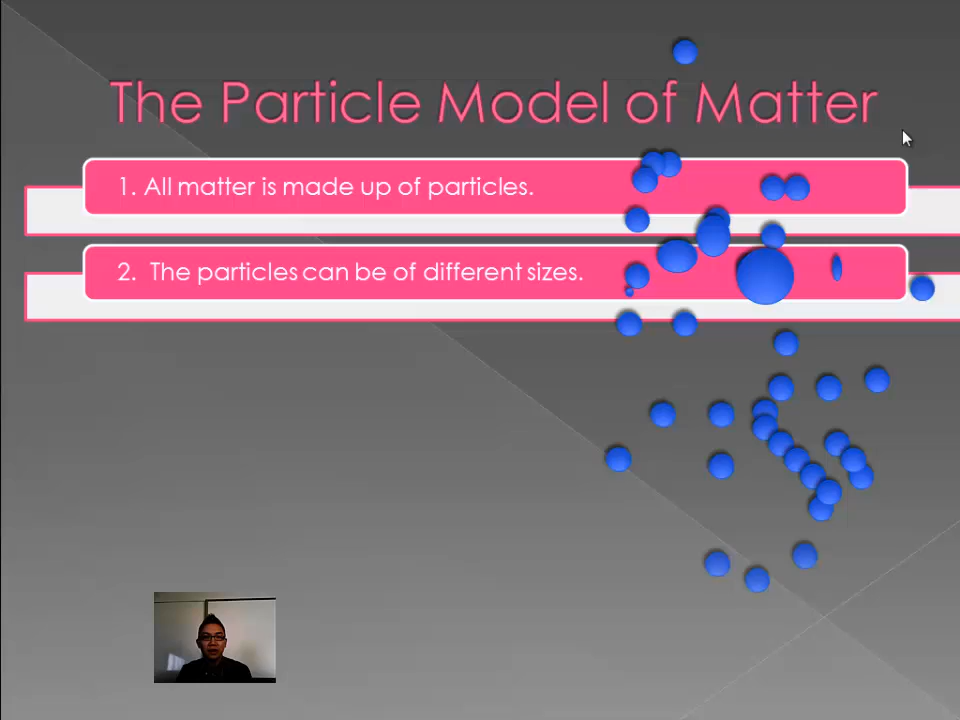 The Particle Model of Matter
1. All matter is made up of particles.
2. The particles can be of different sizes.